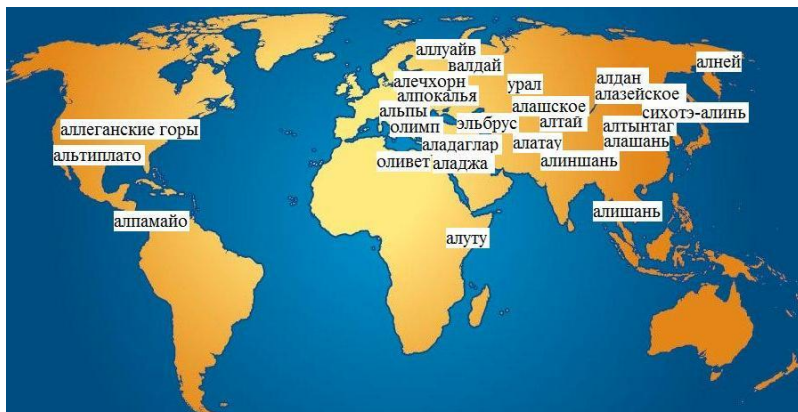 аллуайв
валдай
алней
алечхорн
урал
алдан
алпокалья
алазейское
альпы
алашское
сихотэ-алинь
аллеганские горы
олимп
эльбрус
алтай
алтынтаг
альтиплато
аладаглар
алатау
алашань
оливет
аладжа
алиншань
алпамайо
алишань
алуту